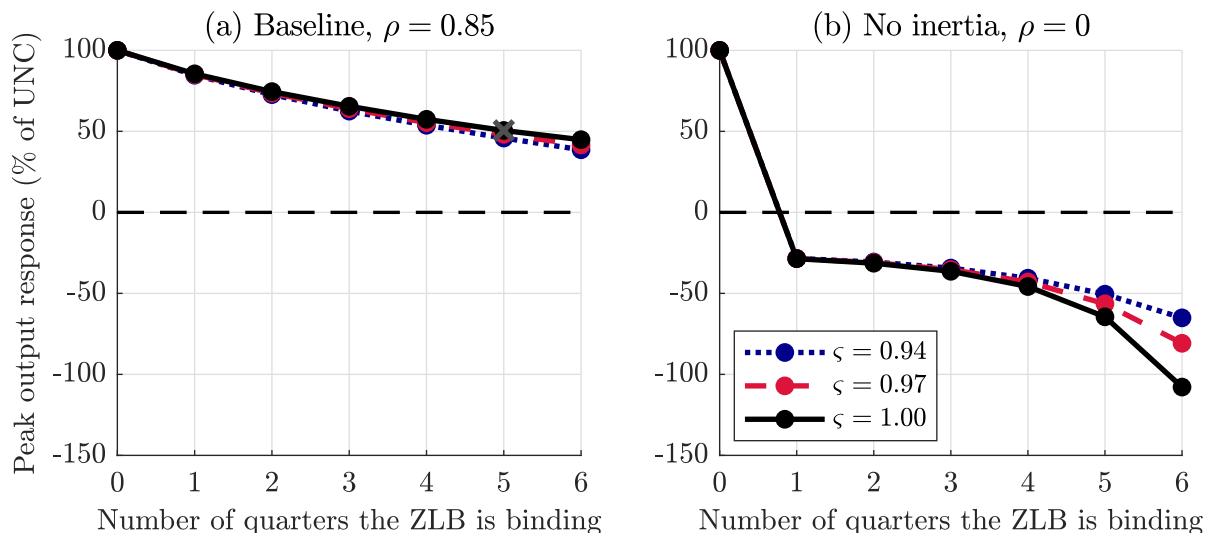 (a) Baseline, ρ = 0.85
Peak output response (% of UNC)
100
50
0
-50
-100
-150
0 1 2 3 4 5 6
Number of quarters the ZLB is binding
(b) No inertia, ρ = 0
100
50
0
-50
-100
-150
ς = 0.94
ς = 0.97
ς = 1.00
0 1 2 3 4 5 6
Number of quarters the ZLB is binding